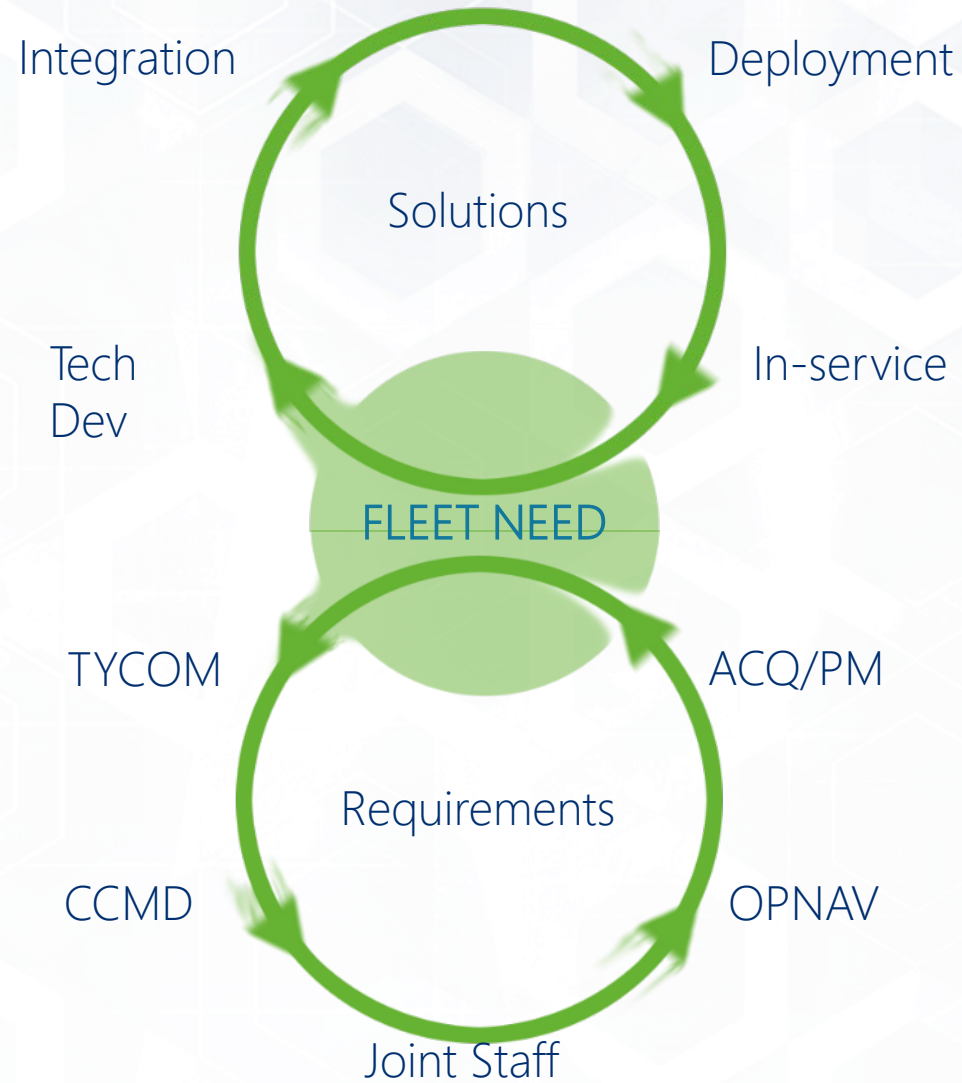 Integration
Deployment
Solutions
Tech
Dev
In-service
FLEET NEED
TYCOM
ACQ/PM
Requirements
CCMD
OPNAV
Joint Staff